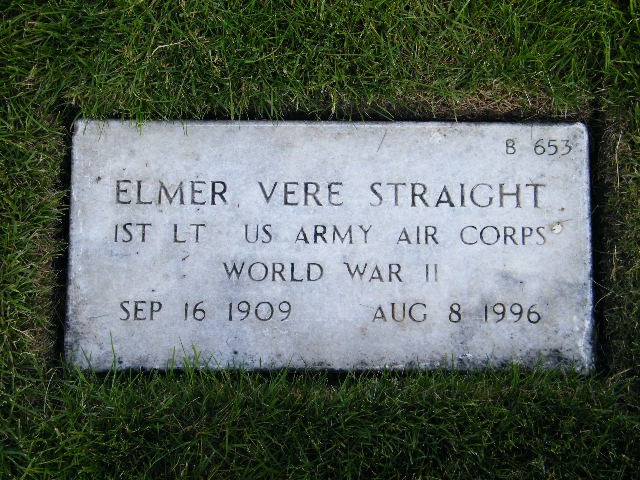 B 653
ELMER VERE STRAIGHT
1ST LT US ARMY AIR CORPS
WORLD WAR II
SEP 16 1909 AUG 8 1996